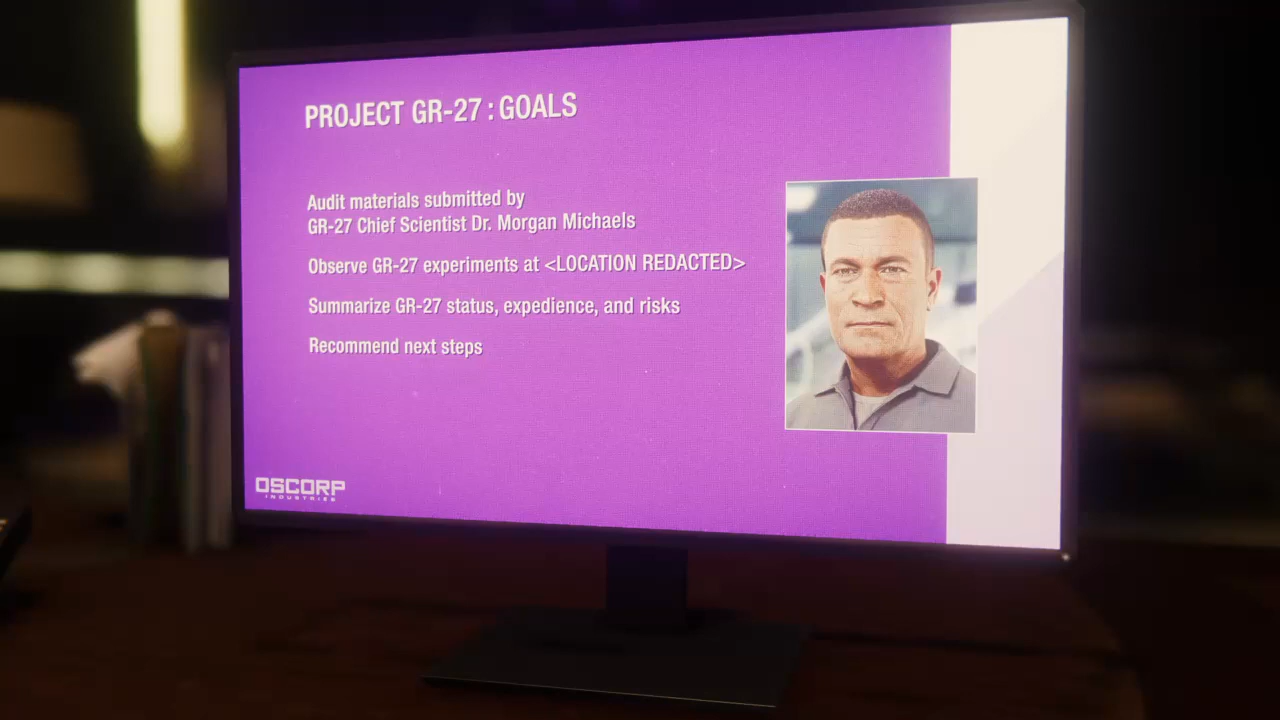 PROJECT GR-27 : GOALS
Audit materials submitted by
GR-27 Chief Scientist Dr. Morgan Michaels
Observe GR-27 experiments at <LOCATION REDACTED>
Summarize GR-27 status, expedience, and risks
Recommend next steps
OSCORP
INDUSTRIES